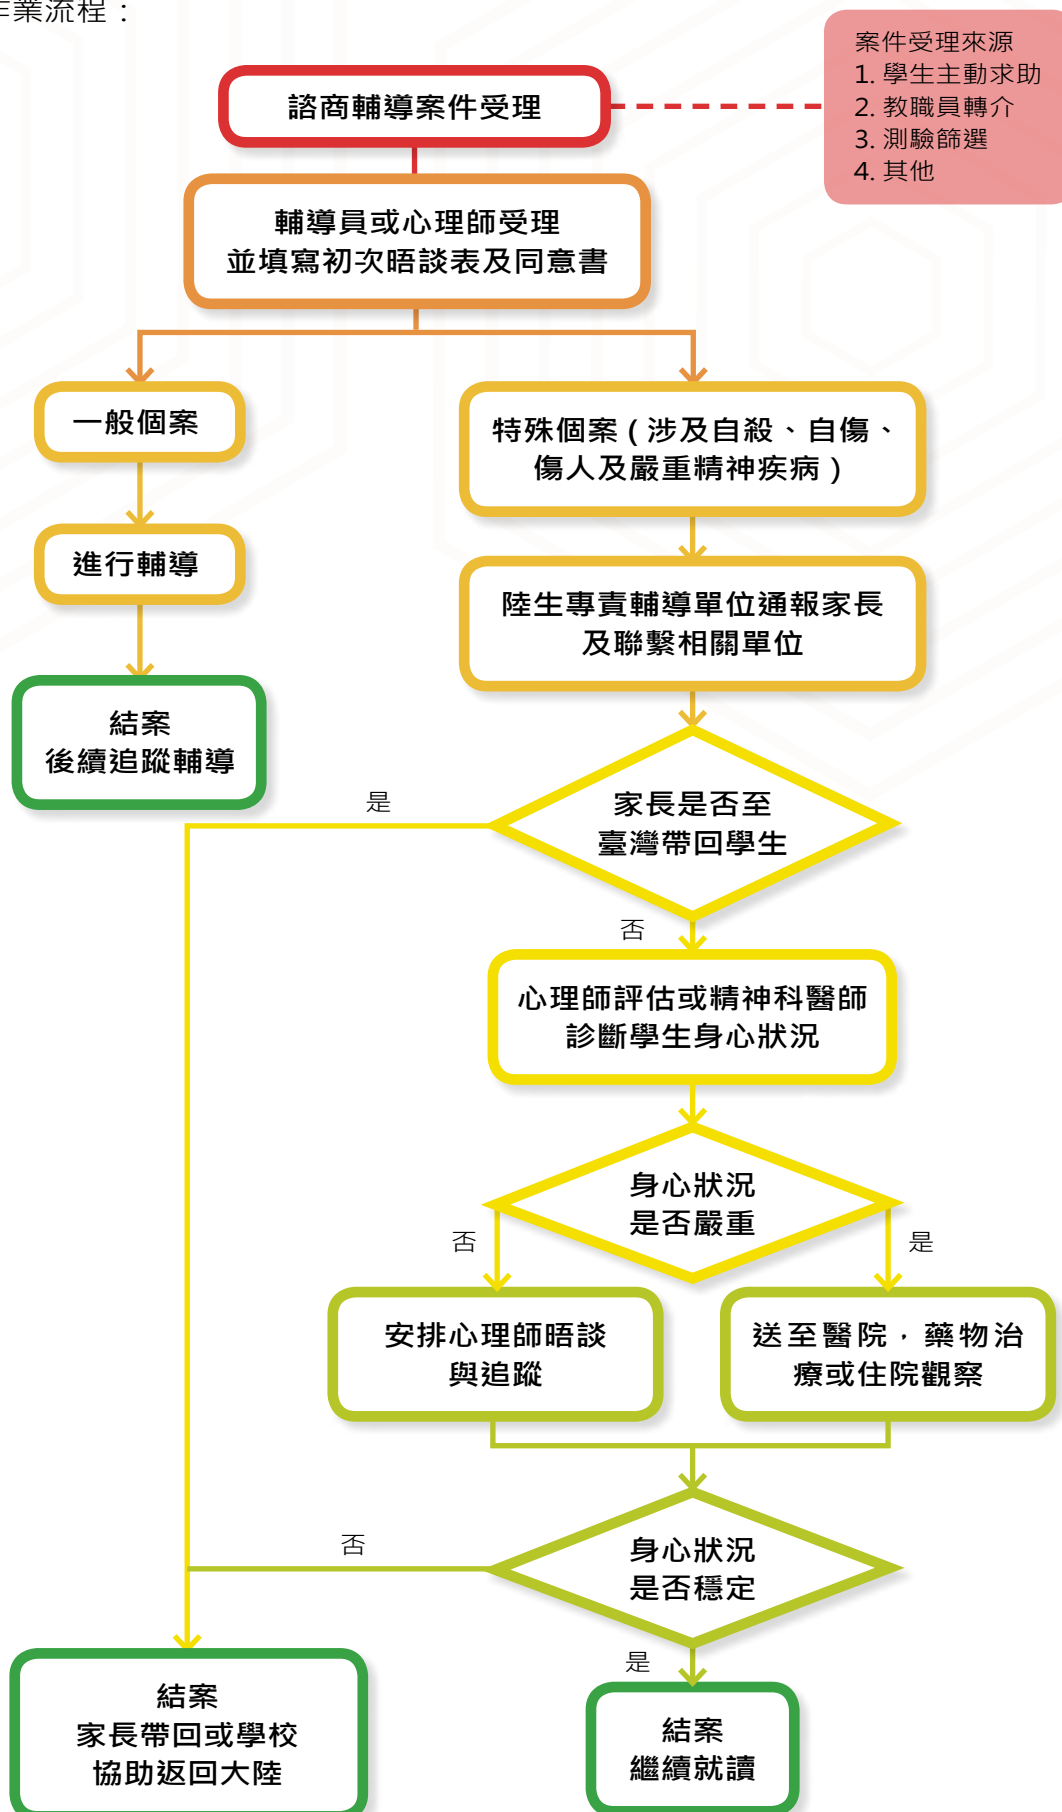 作業流程：
案件受理來源
1. 學生主動求助
2. 教職員轉介
3. 測驗篩選
4. 其他
諮商輔導案件受理
輔導員或心理師受理
並填寫初次晤談表及同意書
一般個案
特殊個案 ( 涉及自殺、自傷、
傷人及嚴重精神疾病 )
進行輔導
陸生專責輔導單位通報家長
及聯繫相關單位
結案
後續追蹤輔導
是
家長是否至
臺灣帶回學生
否
心理師評估或精神科醫師
診斷學生身心狀況
身心狀況
是否嚴重
否
是
安排心理師晤談
與追蹤
送至醫院，藥物治
療或住院觀察
否
身心狀況
是否穩定
是
結案
家長帶回或學校
協助返回大陸
結案
繼續就讀